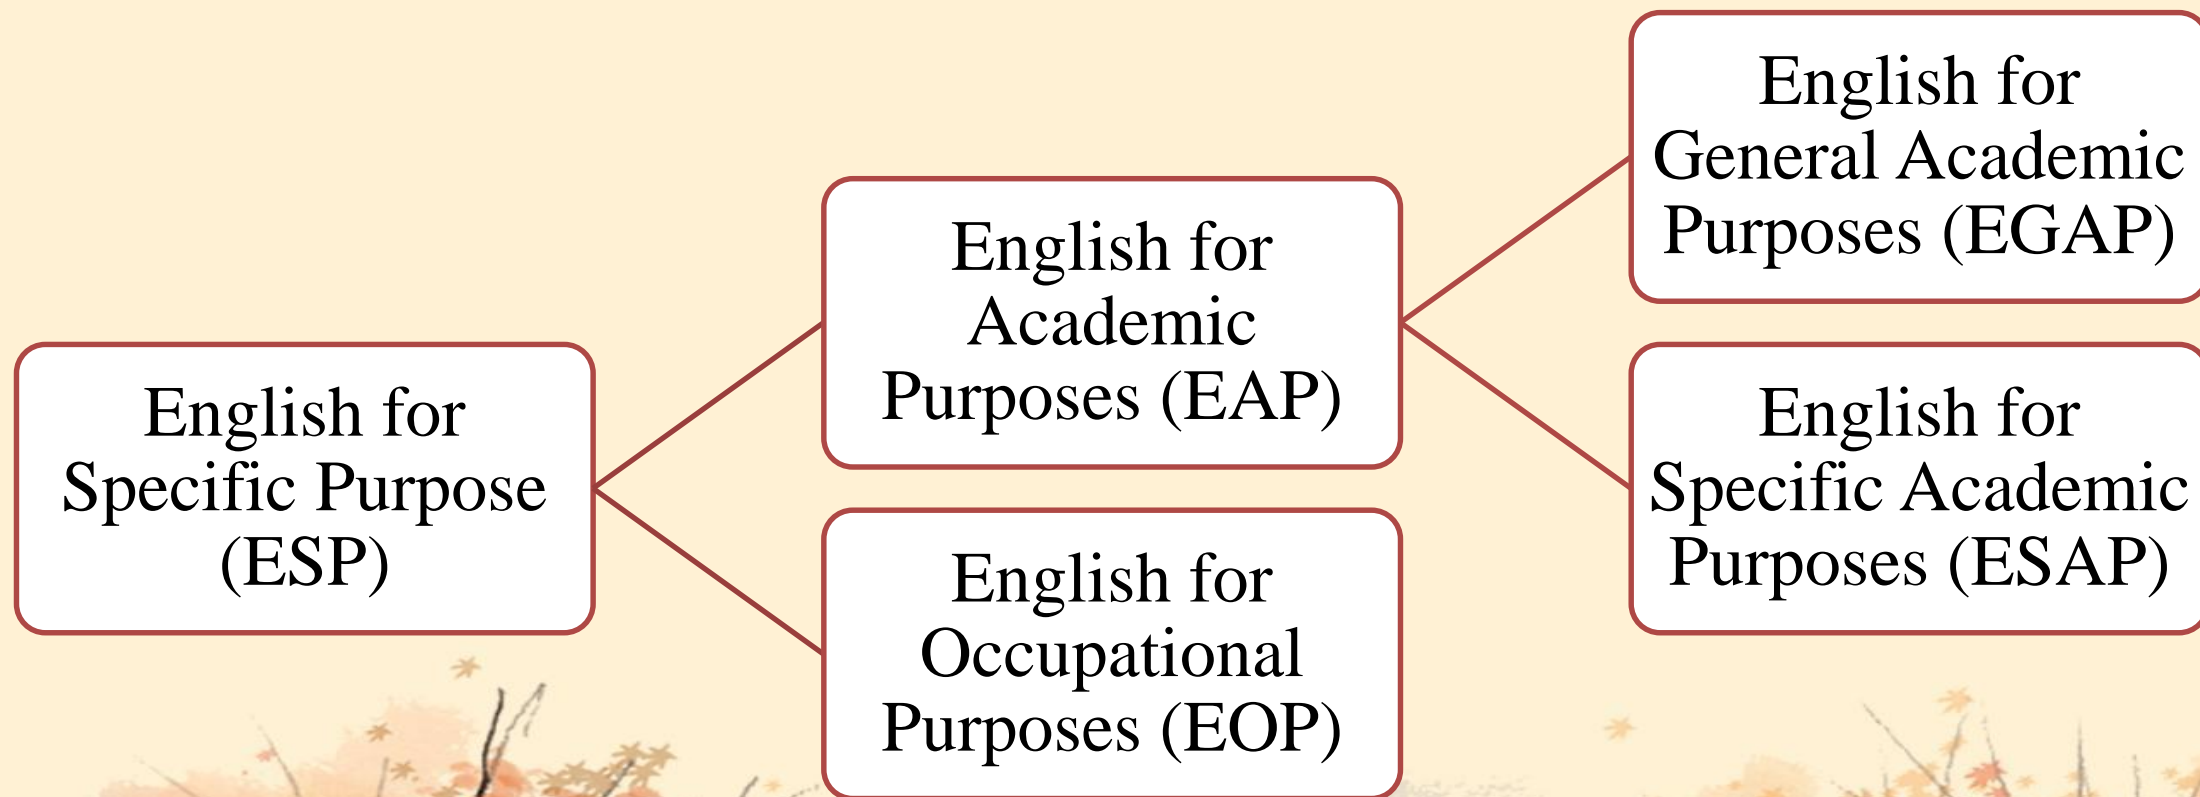 English for
Specific Purpose
(ESP)
English for
Academic
Purposes (EAP)
English for
Occupational
Purposes (EOP)
English for
General Academic
Purposes (EGAP)
English for
Specific Academic
Purposes (ESAP)